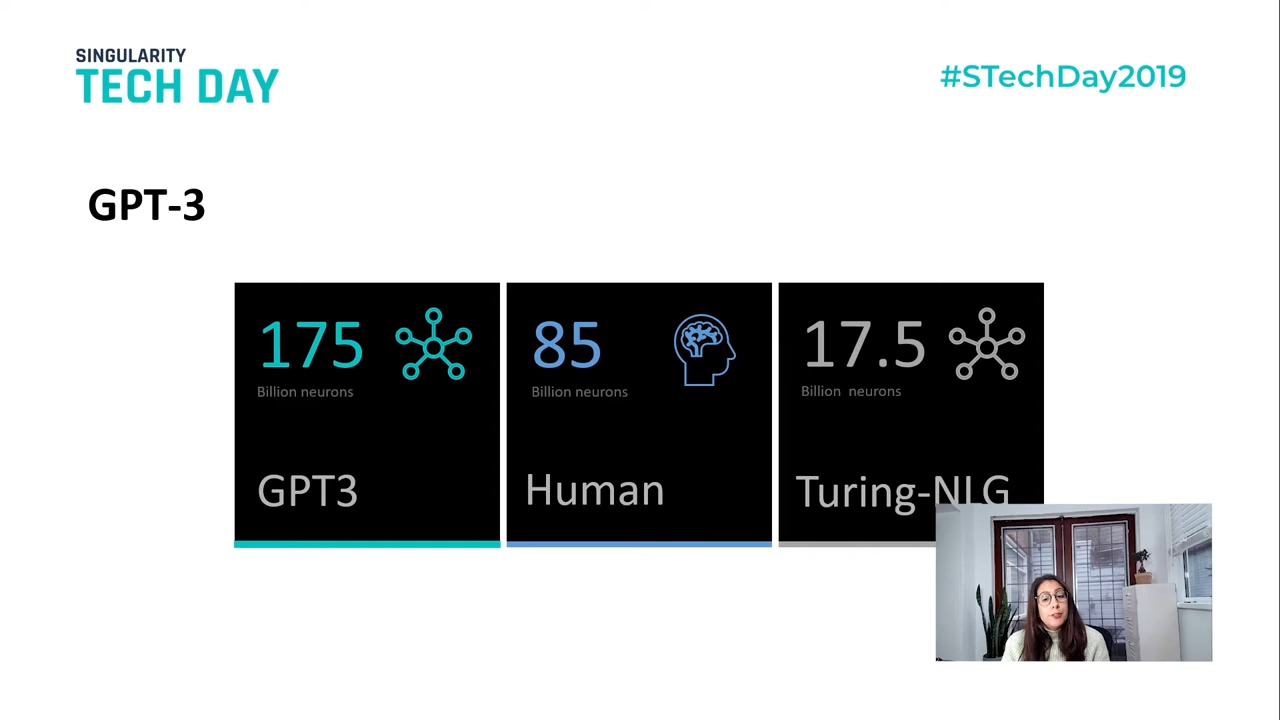 SINGULARITY
TECH DAY
#STechDay2019
GPT-3
175
Billion neurons
GPT3
85
Billion neurons
Human
17.5
Billion neurons
Turing-NLG